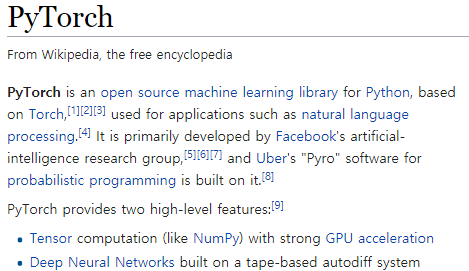 PyTorch
From Wikipedia, the free encyclopedia
PyTorch is an open source machine learning library for Python, based
on Torch,[1][2][3] used for applications such as natural language
processing.[4] It is primarily developed by Facebook's artificial-
intelligence research group,[5][6][7] and Uber's "Pyro" software for
probabilistic programming is built on it.[8]
PyTorch provides two high-level features:[9]
• Tensor computation (like NumPy) with strong GPU acceleration
• Deep Neural Networks built on a tape-based autodiff system